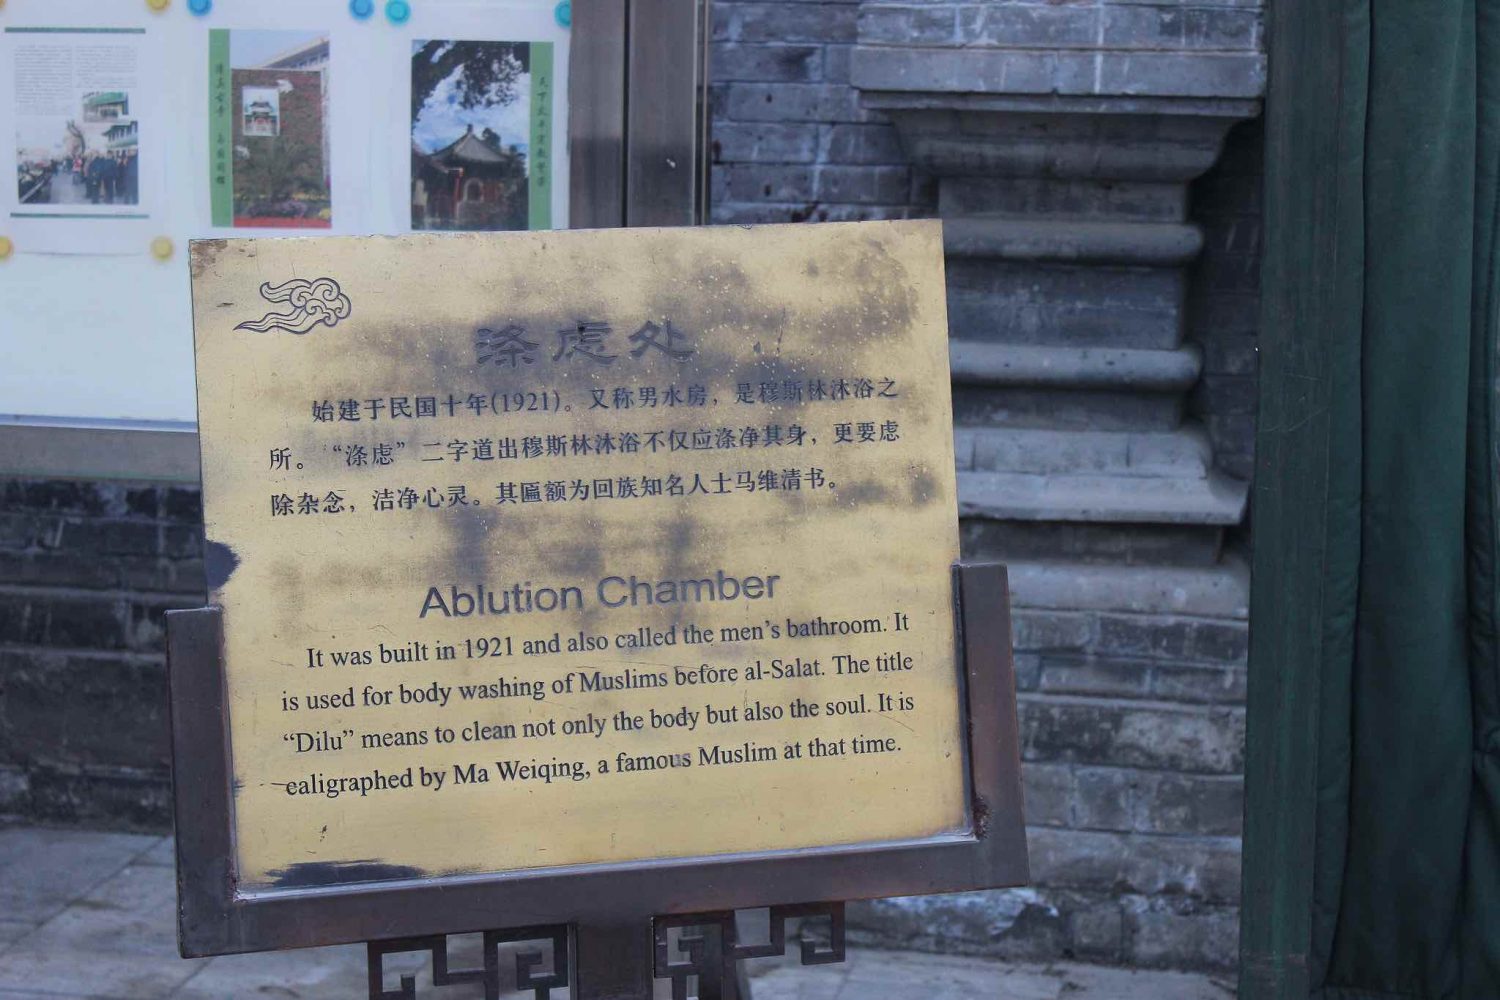 涤虑处
始建于民国十年(1921)。又称男水房，是穆斯林沐浴之
所。“涤虑”二字道出穆斯林沐浴不仅应涤净其身，更要虑
除杂念，洁净心灵。其匾额为回族知名人士马维清书。
Ablution Chamber
It was built in 1921 and also called the men’s bathroom. It
is used for body washing of Muslims before al-Salat. The title
“Dilu” means to clean not only the body but also the soul. It is
ealigraphed by Ma Weiqing, a famous Muslim at that time.